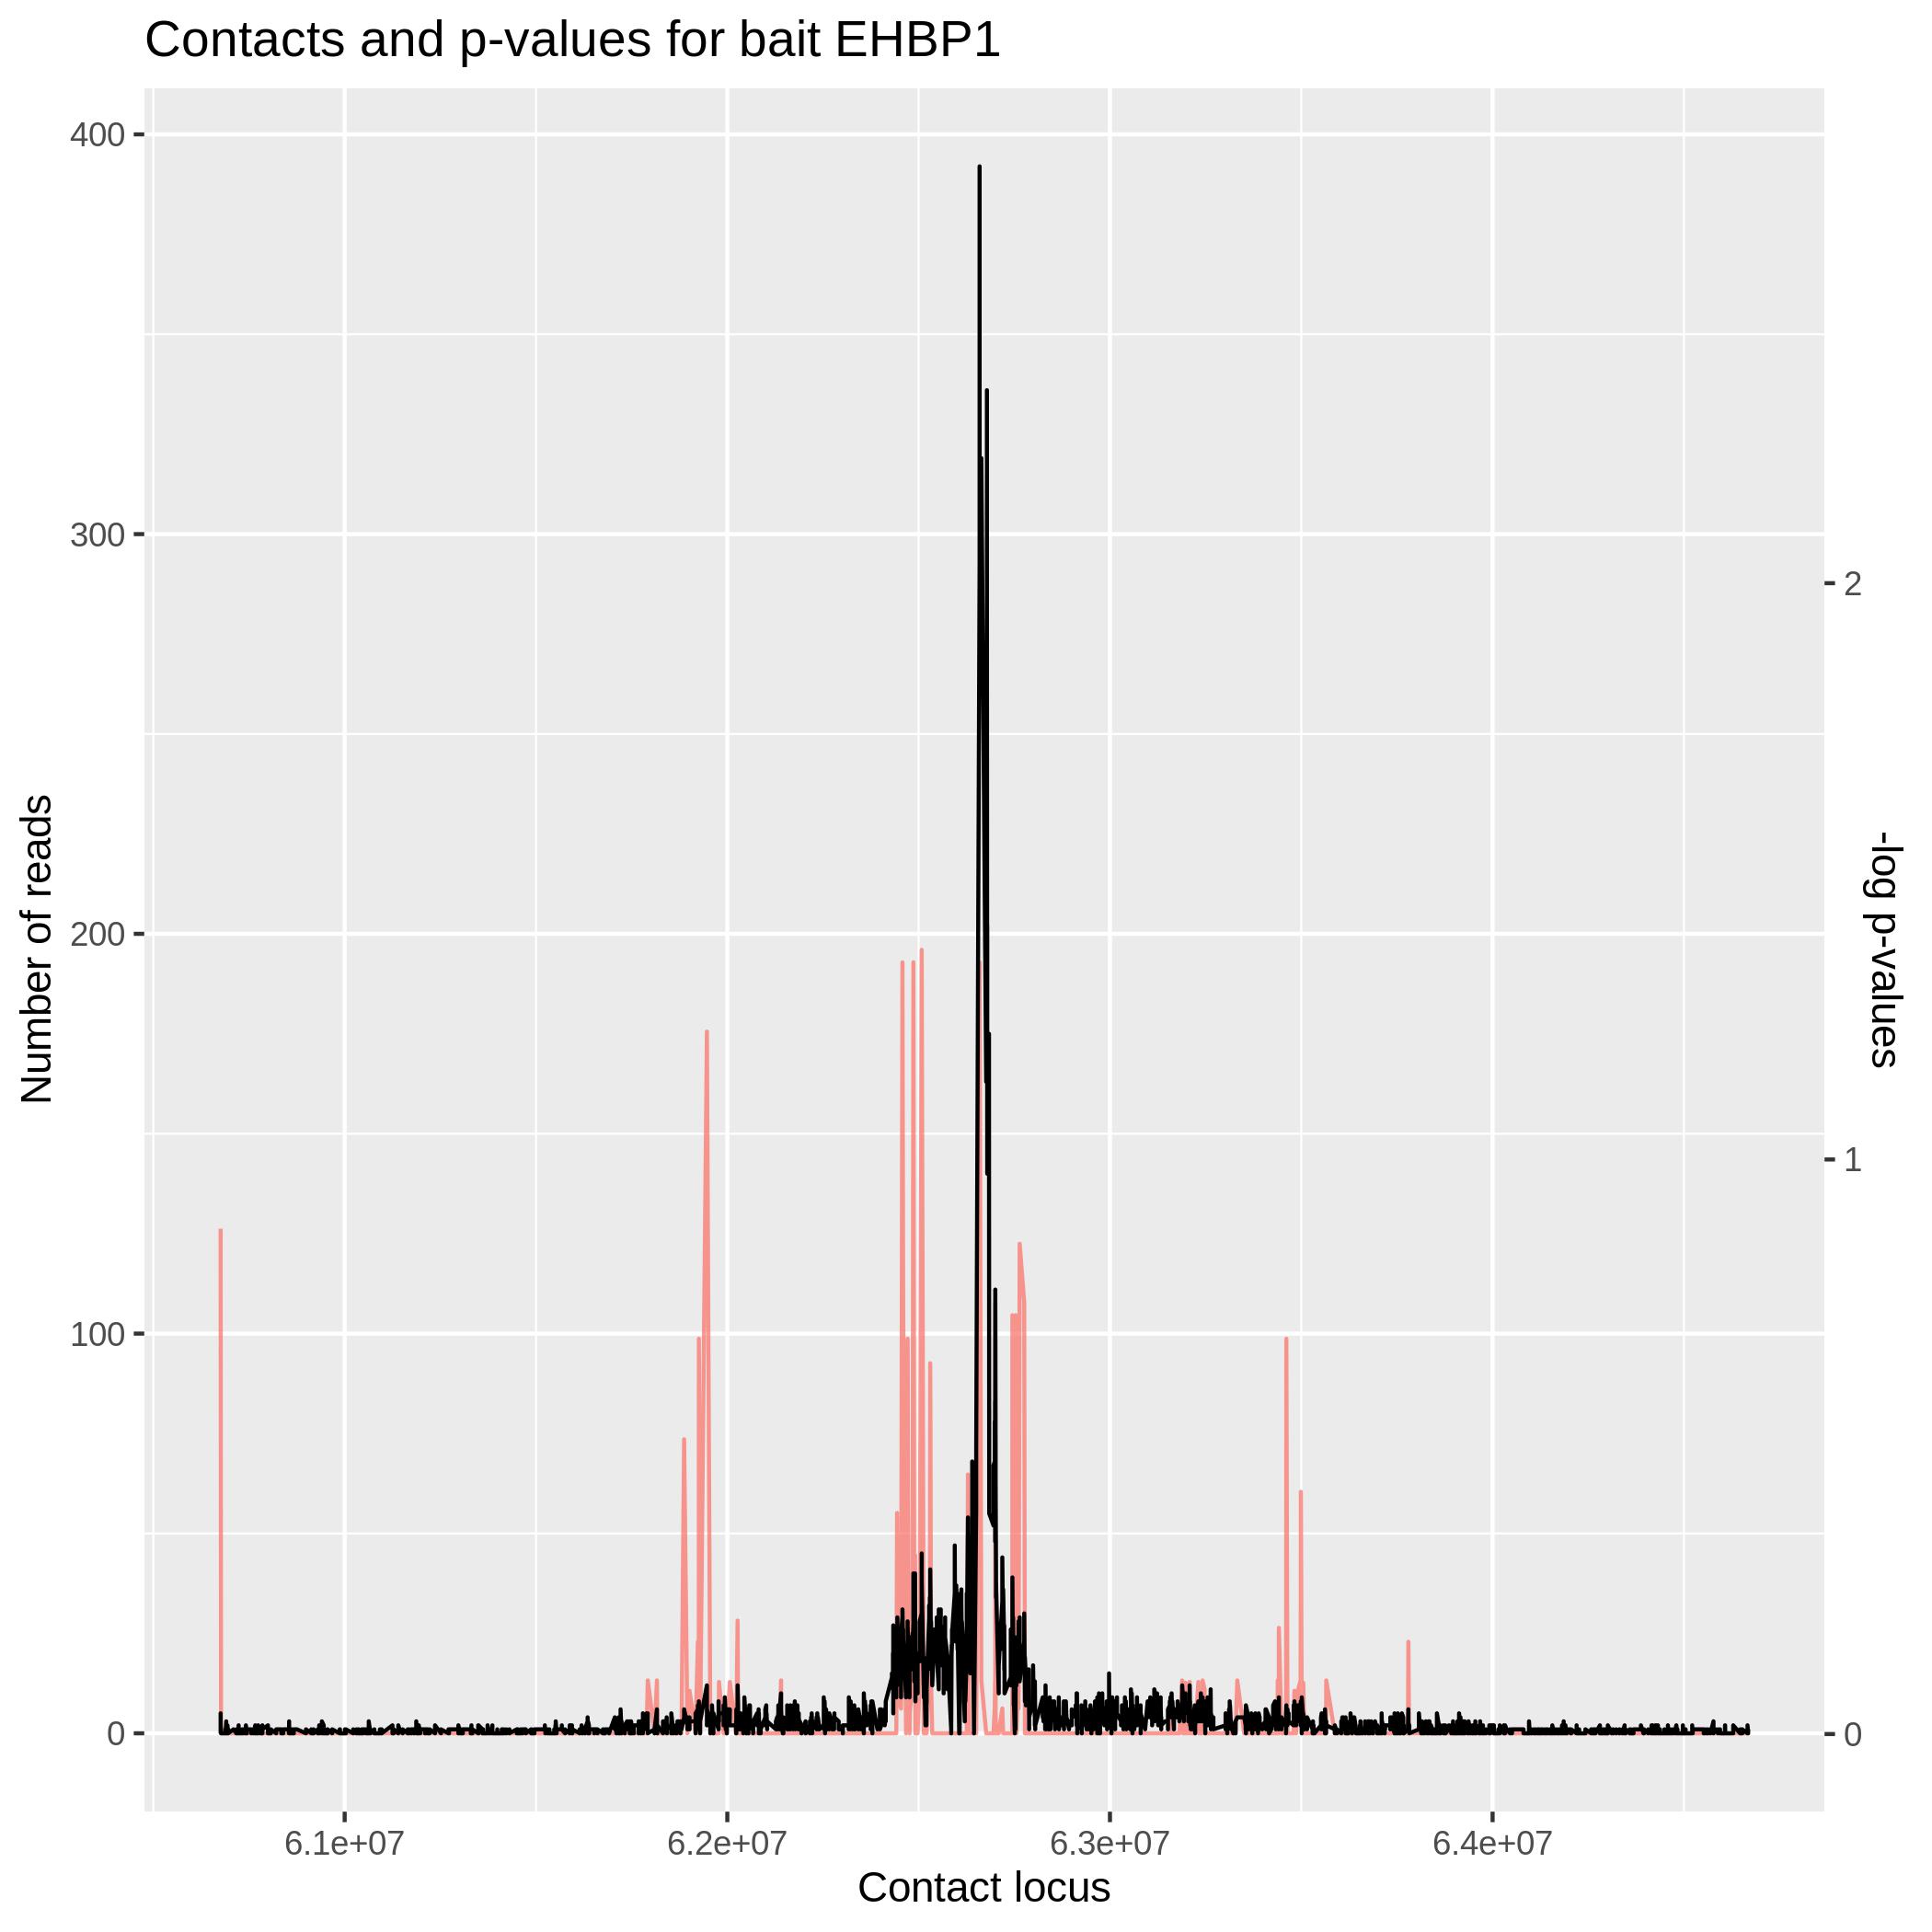 Contacts and p-values for bait EHBP1
400
300
200
100
0
Number of reads
2
1
0
-log p-values
6.1e+07
6.2e+07
6.3e+07
6.4e+07
Contact locus